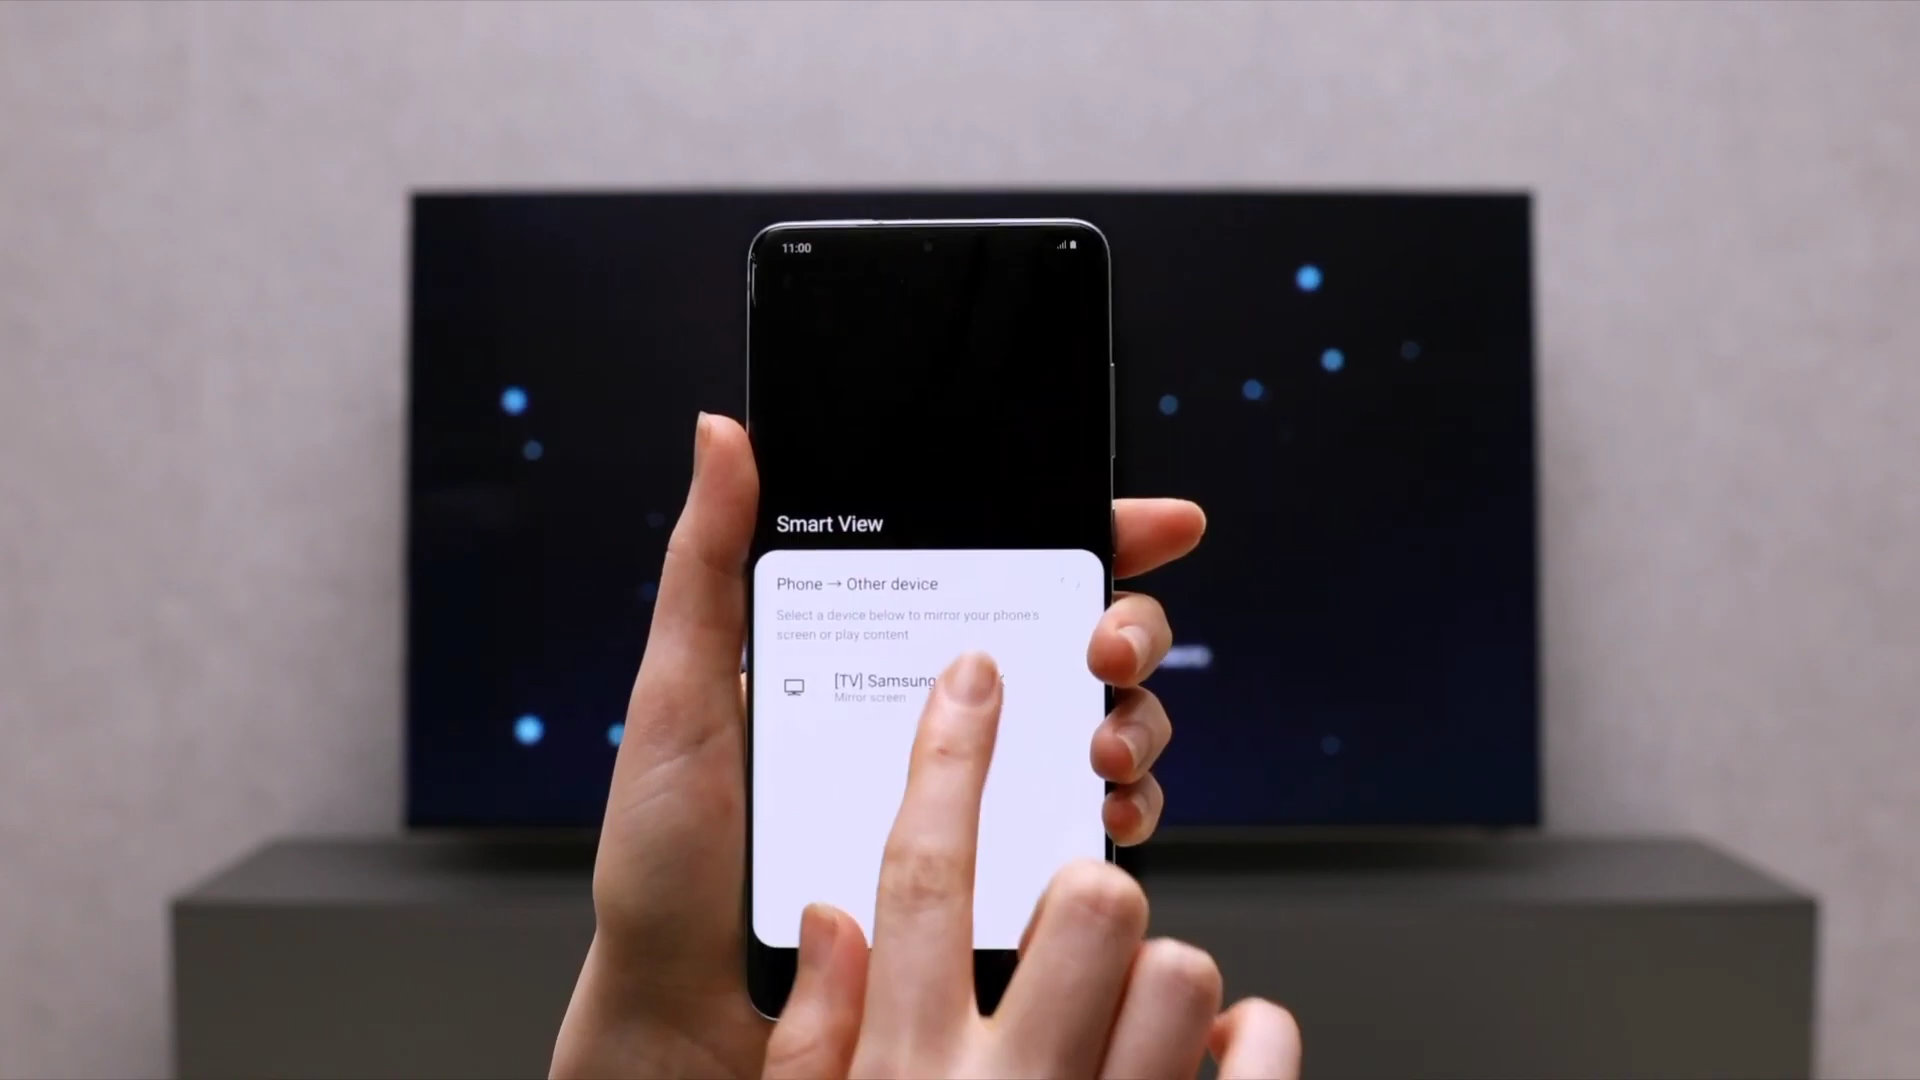 11:00
Smart View
Phone → Other device
Select a device below to mirror your phone's
screen or play content
[TV] Samsung
Mirror screen